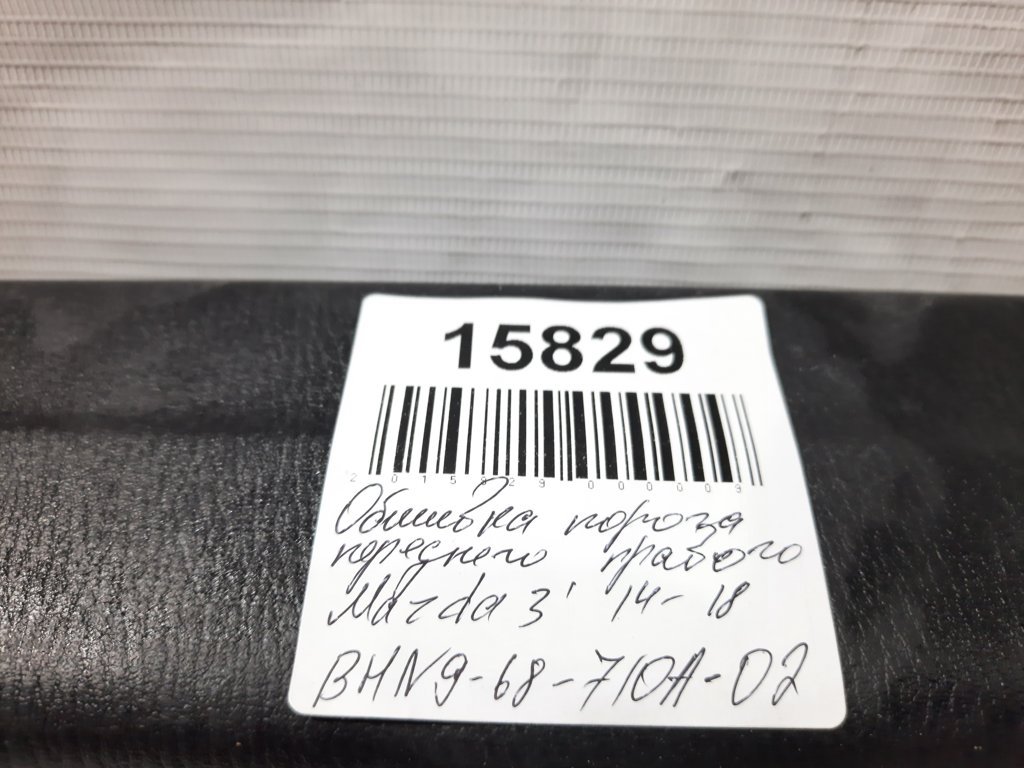 15829
2015829000009
Обшивка порога
переднего правого
Mazda 3' 14-18
BHN9-68-710A-02